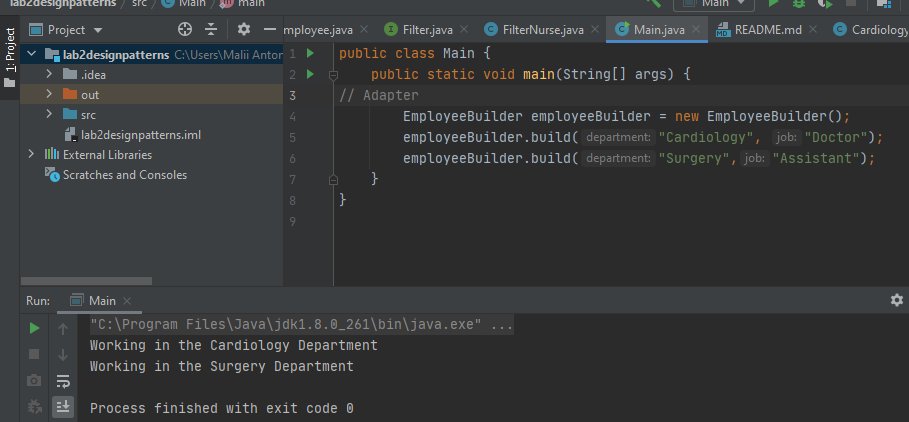 lab2designpatterns / src / Main / main
Main
1: Project
Project
lab2designpatterns C:\Users\Malii Anton
.idea
out
src
lab2designpatterns.iml
External Libraries
Scratches and Consoles
mployee.java Filter.java FilterNurse.java Main.java README.md Cardiology
1 public class Main {
2 public static void main(String[] args) {
3 // Adapter
4 EmployeeBuilder employeeBuilder = new EmployeeBuilder();
5 employeeBuilder.build( department: "Cardiology", job: "Doctor");
6 employeeBuilder.build( department: "Surgery", job: "Assistant");
7 }
8 }
9
Run: Main
"C:\Program Files\Java\jdk1.8.0_261\bin\java.exe" ...
Working in the Cardiology Department
Working in the Surgery Department
Process finished with exit code 0